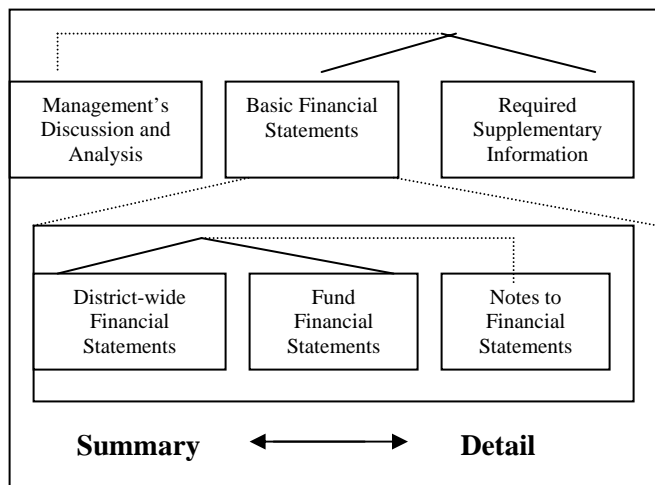 Management’s
Discussion and
Analysis
Basic Financial
Statements
Required
Supplementary
Information
District-wide
Financial
Statements
Fund
Financial
Statements
Notes to
Financial
Statements
Summary
Detail